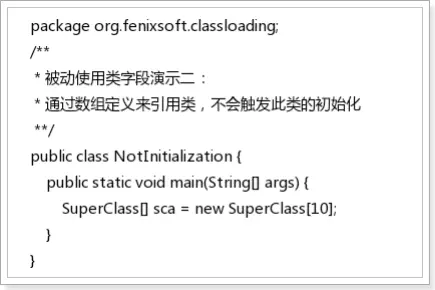 package org.fenixsoft.classloading;
/**
* 被动使用类字段演示二：
* 通过数组定义来引用类，不会触发此类的初始化
**/
public class NotInitialization {
public static void main(String[] args) {
SuperClass[] sca = new SuperClass[10];
}
}